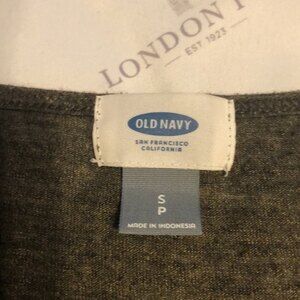 LONDON
EST 1923
OLD NAVY
SAN FRANCISCO
CALIFORNIA
S
P
MADE IN INDONESIA